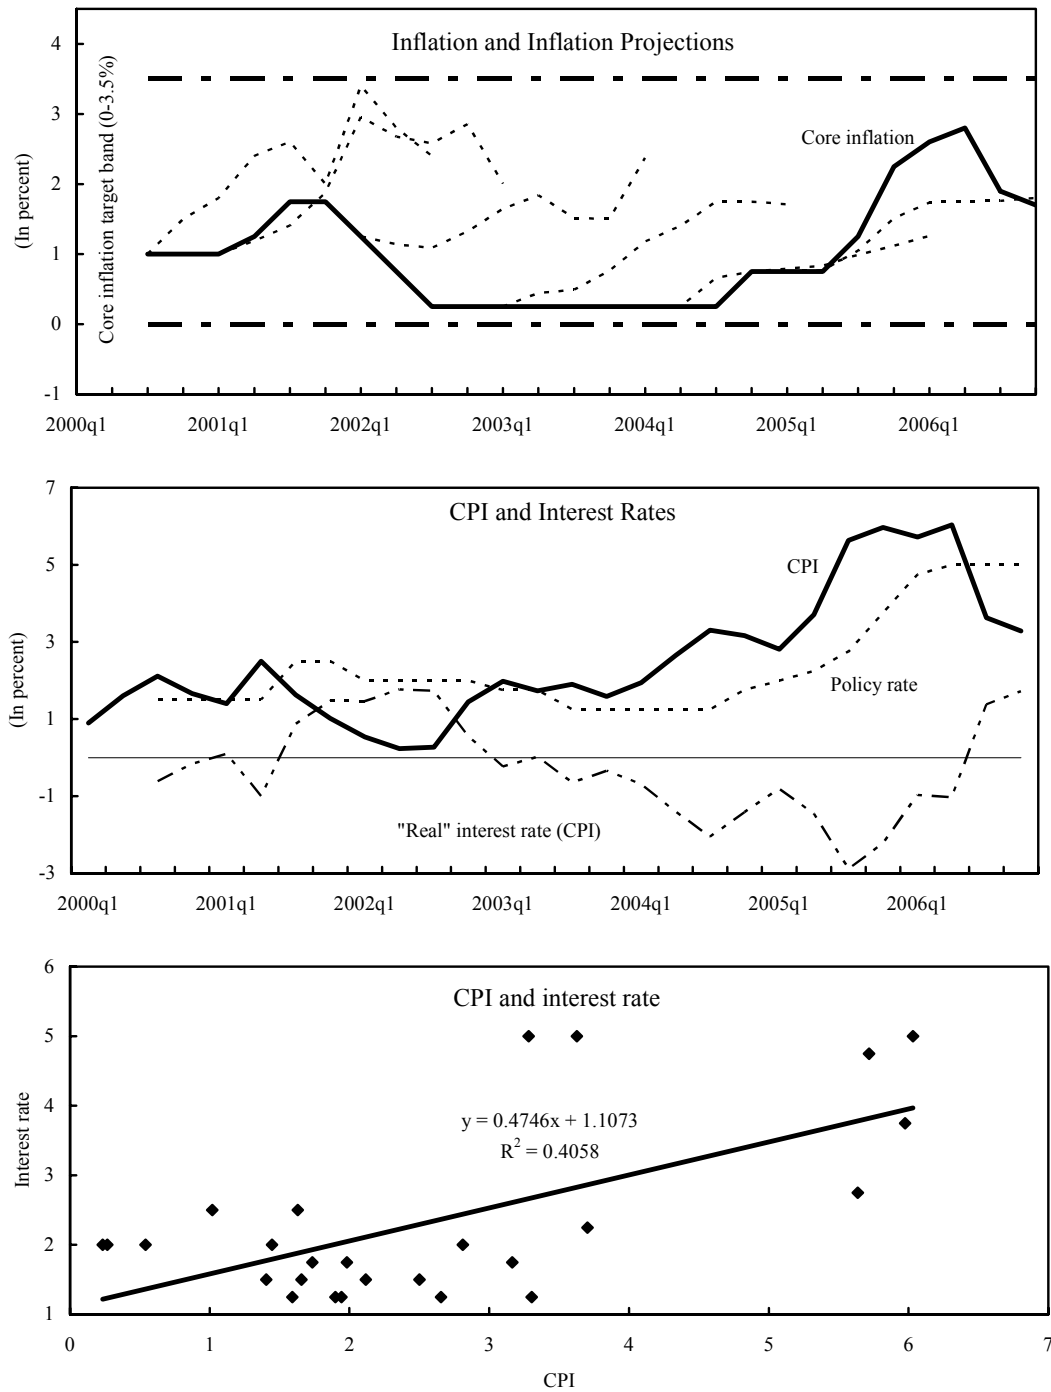 Inflation and Inflation Projections
(In percent)
Core inflation target band (0-3.5%)
4
3
2
1
0
-1
Core inflation
2000q1 2001q1 2002q1 2003q1 2004q1 2005q1 2006q1
CPI and Interest Rates
(In percent)
7
5
3
1
-1
-3
CPI
Policy rate
"Real" interest rate (CPI)
2000q1 2001q1 2002q1 2003q1 2004q1 2005q1 2006q1
CPI and interest rate
Interest rate
6
5
4
3
2
1
y = 0.4746x + 1.1073
R² = 0.4058
0 1 2 3 4 5 6 7
CPI